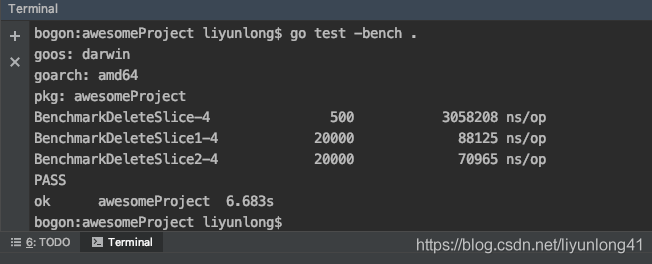 Terminal
bogon:awesomeProject liyunlong$ go test -bench .
goos: darwin
goarch: amd64
pkg: awesomeProject
BenchmarkDeleteSlice-4 500 3058208 ns/op
BenchmarkDeleteSlice1-4 20000 88125 ns/op
BenchmarkDeleteSlice2-4 20000 70965 ns/op
PASS
ok awesomeProject 6.683s
bogon:awesomeProject liyunlong$
6: TODO Terminal
https://blog.csdn.net/liyunlong41